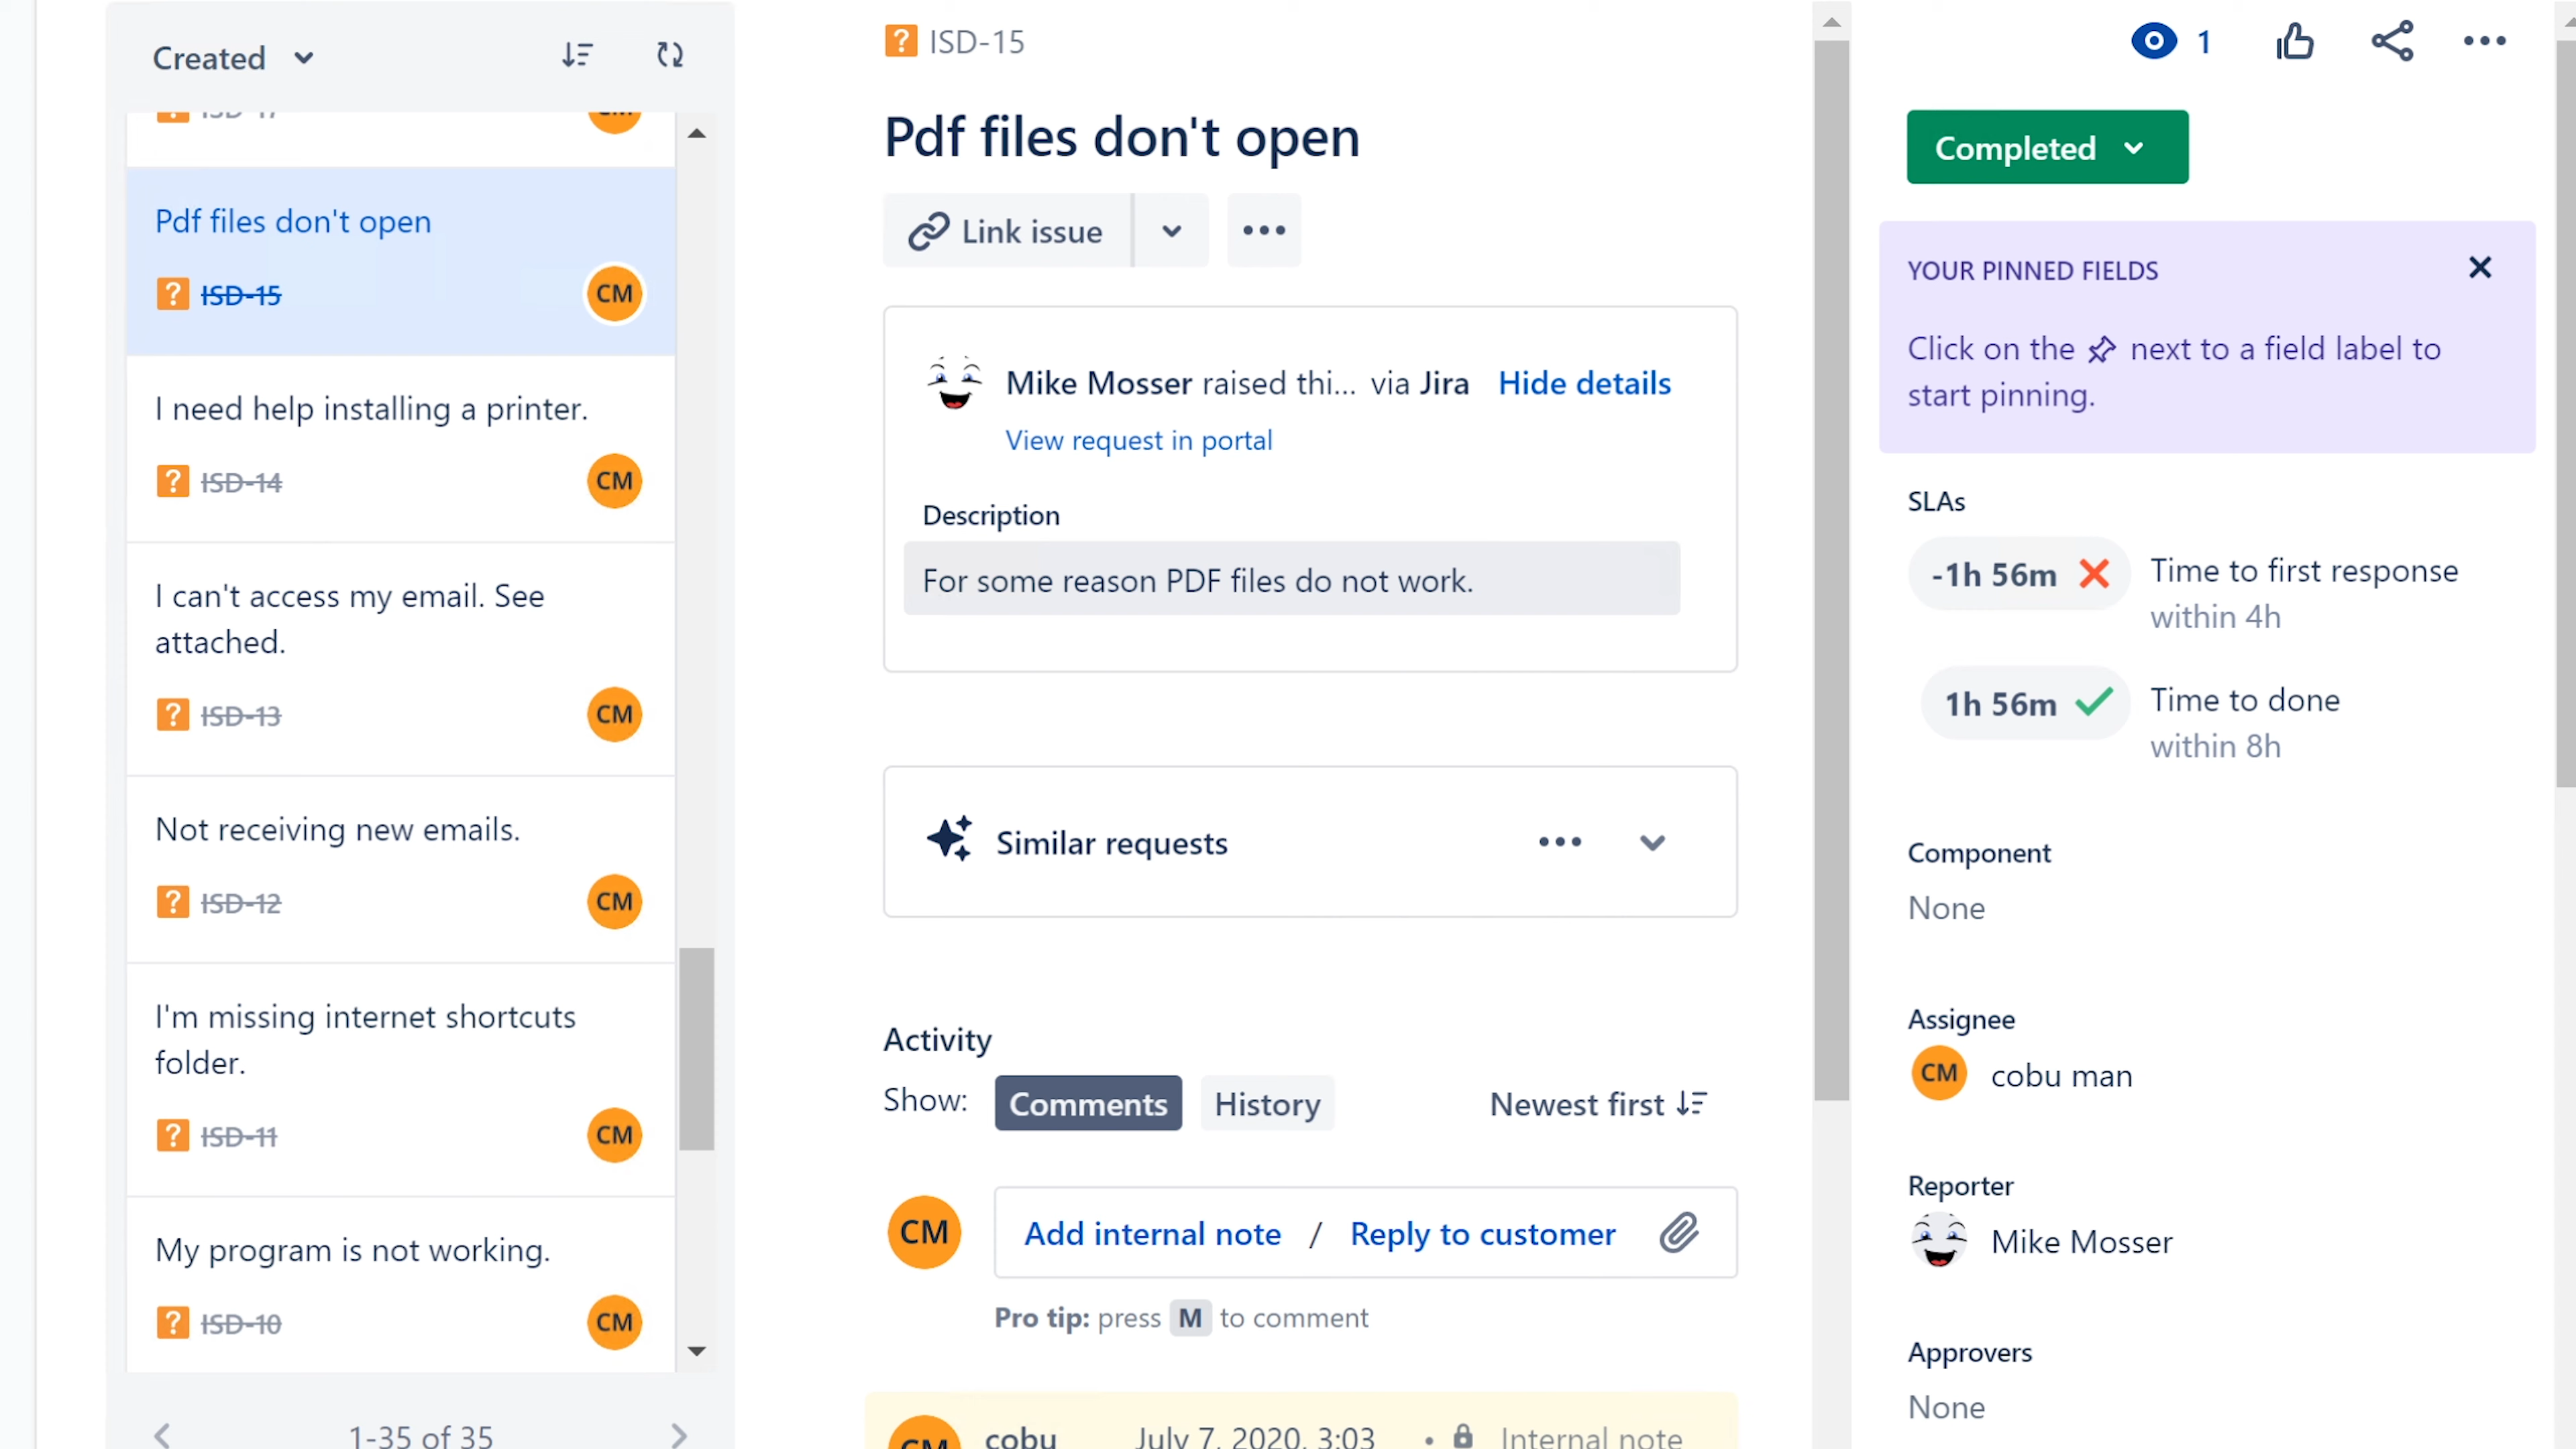 Created
Pdf files don't open
ISD-15
CM
I need help installing a printer.
ISD-14
CM
I can't access my email. See
attached.
ISD-13
CM
Not receiving new emails.
ISD-12
CM
I'm missing internet shortcuts
folder.
ISD-11
CM
My program is not working.
ISD-10
CM
1-35 of 35
ISD-15
Pdf files don't open
Link issue
Mike Mosser raised thi... via Jira Hide details
View request in portal
Description
For some reason PDF files do not work.
Similar requests
Activity
Show: Comments History Newest first
CM Add internal note / Reply to customer
Pro tip: press M to comment
CM cobu July 7, 2020, 3:03 • Internal note
1
Completed
YOUR PINNED FIELDS
Click on the next to a field label to
start pinning.
SLAs
-1h 56m Time to first response
within 4h
1h 56m Time to done
within 8h
Component
None
Assignee
CM cobu man
Reporter
Mike Mosser
Approvers
None